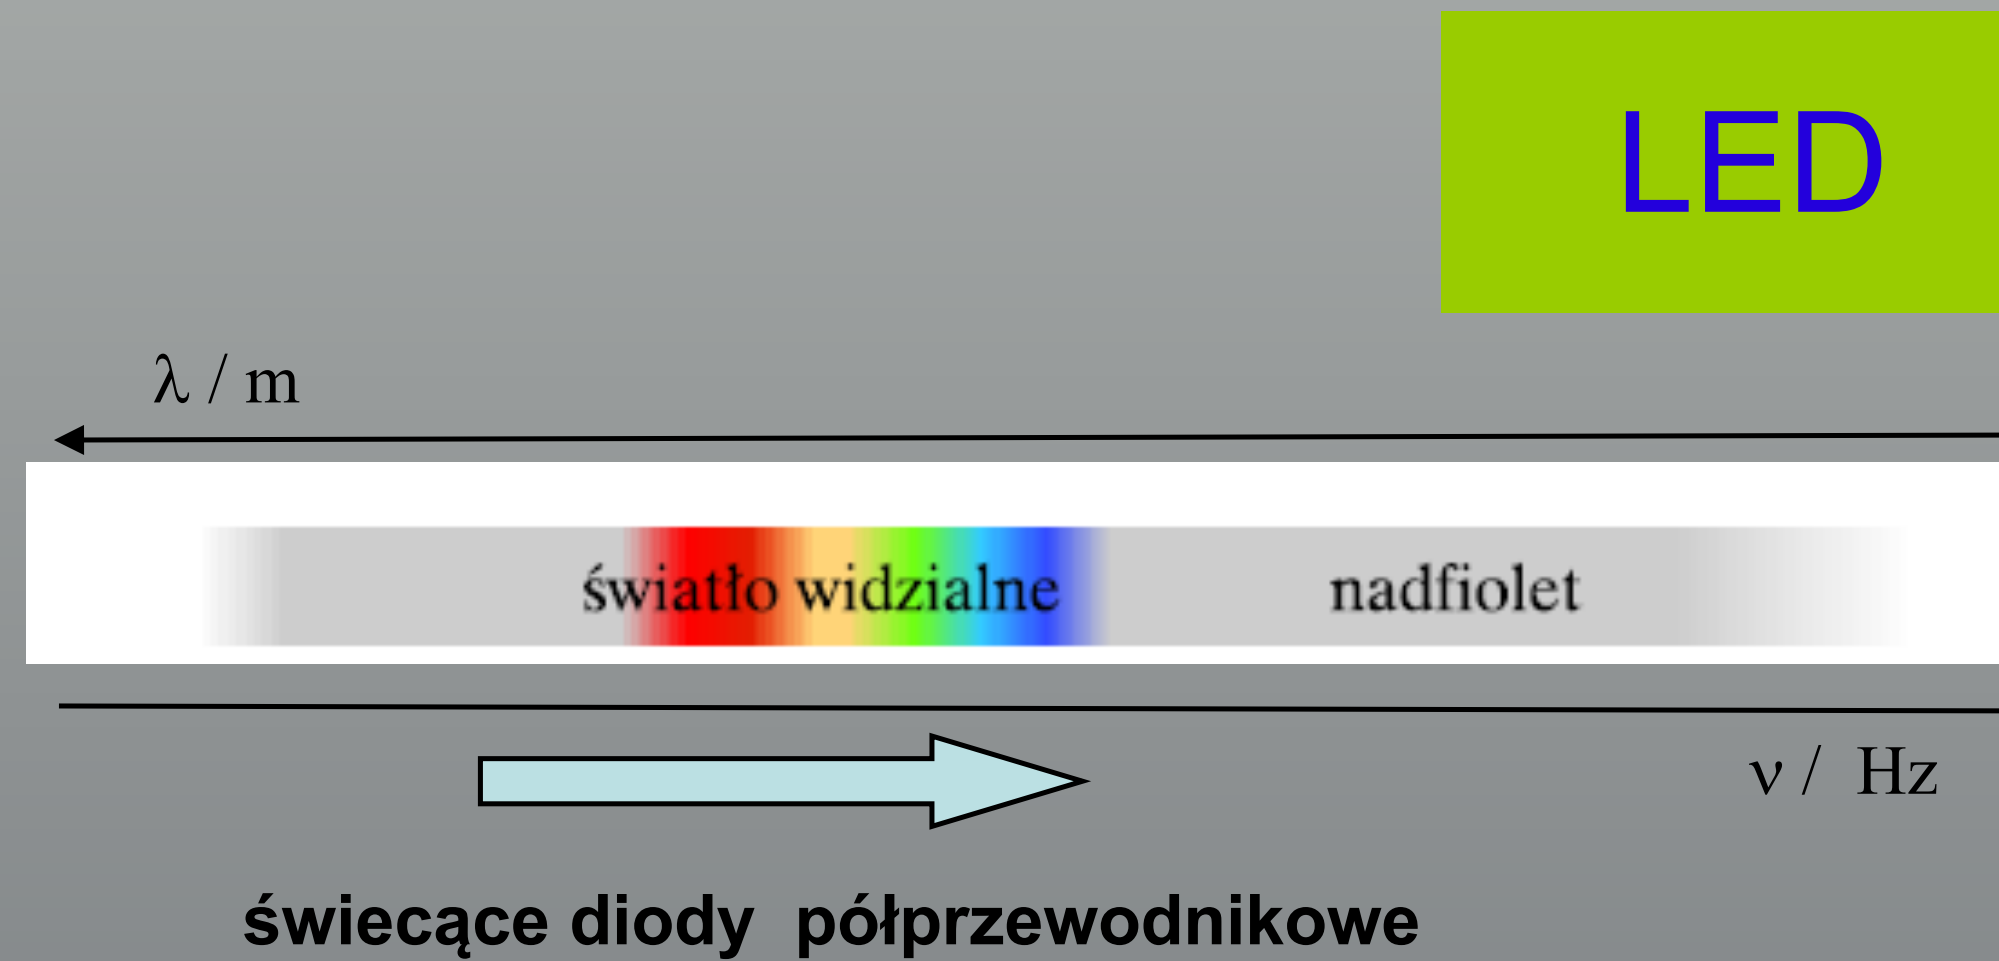 LED
λ / m
światło widzialne nadfiolet
ν / Hz
świecące diody półprzewodnikowe